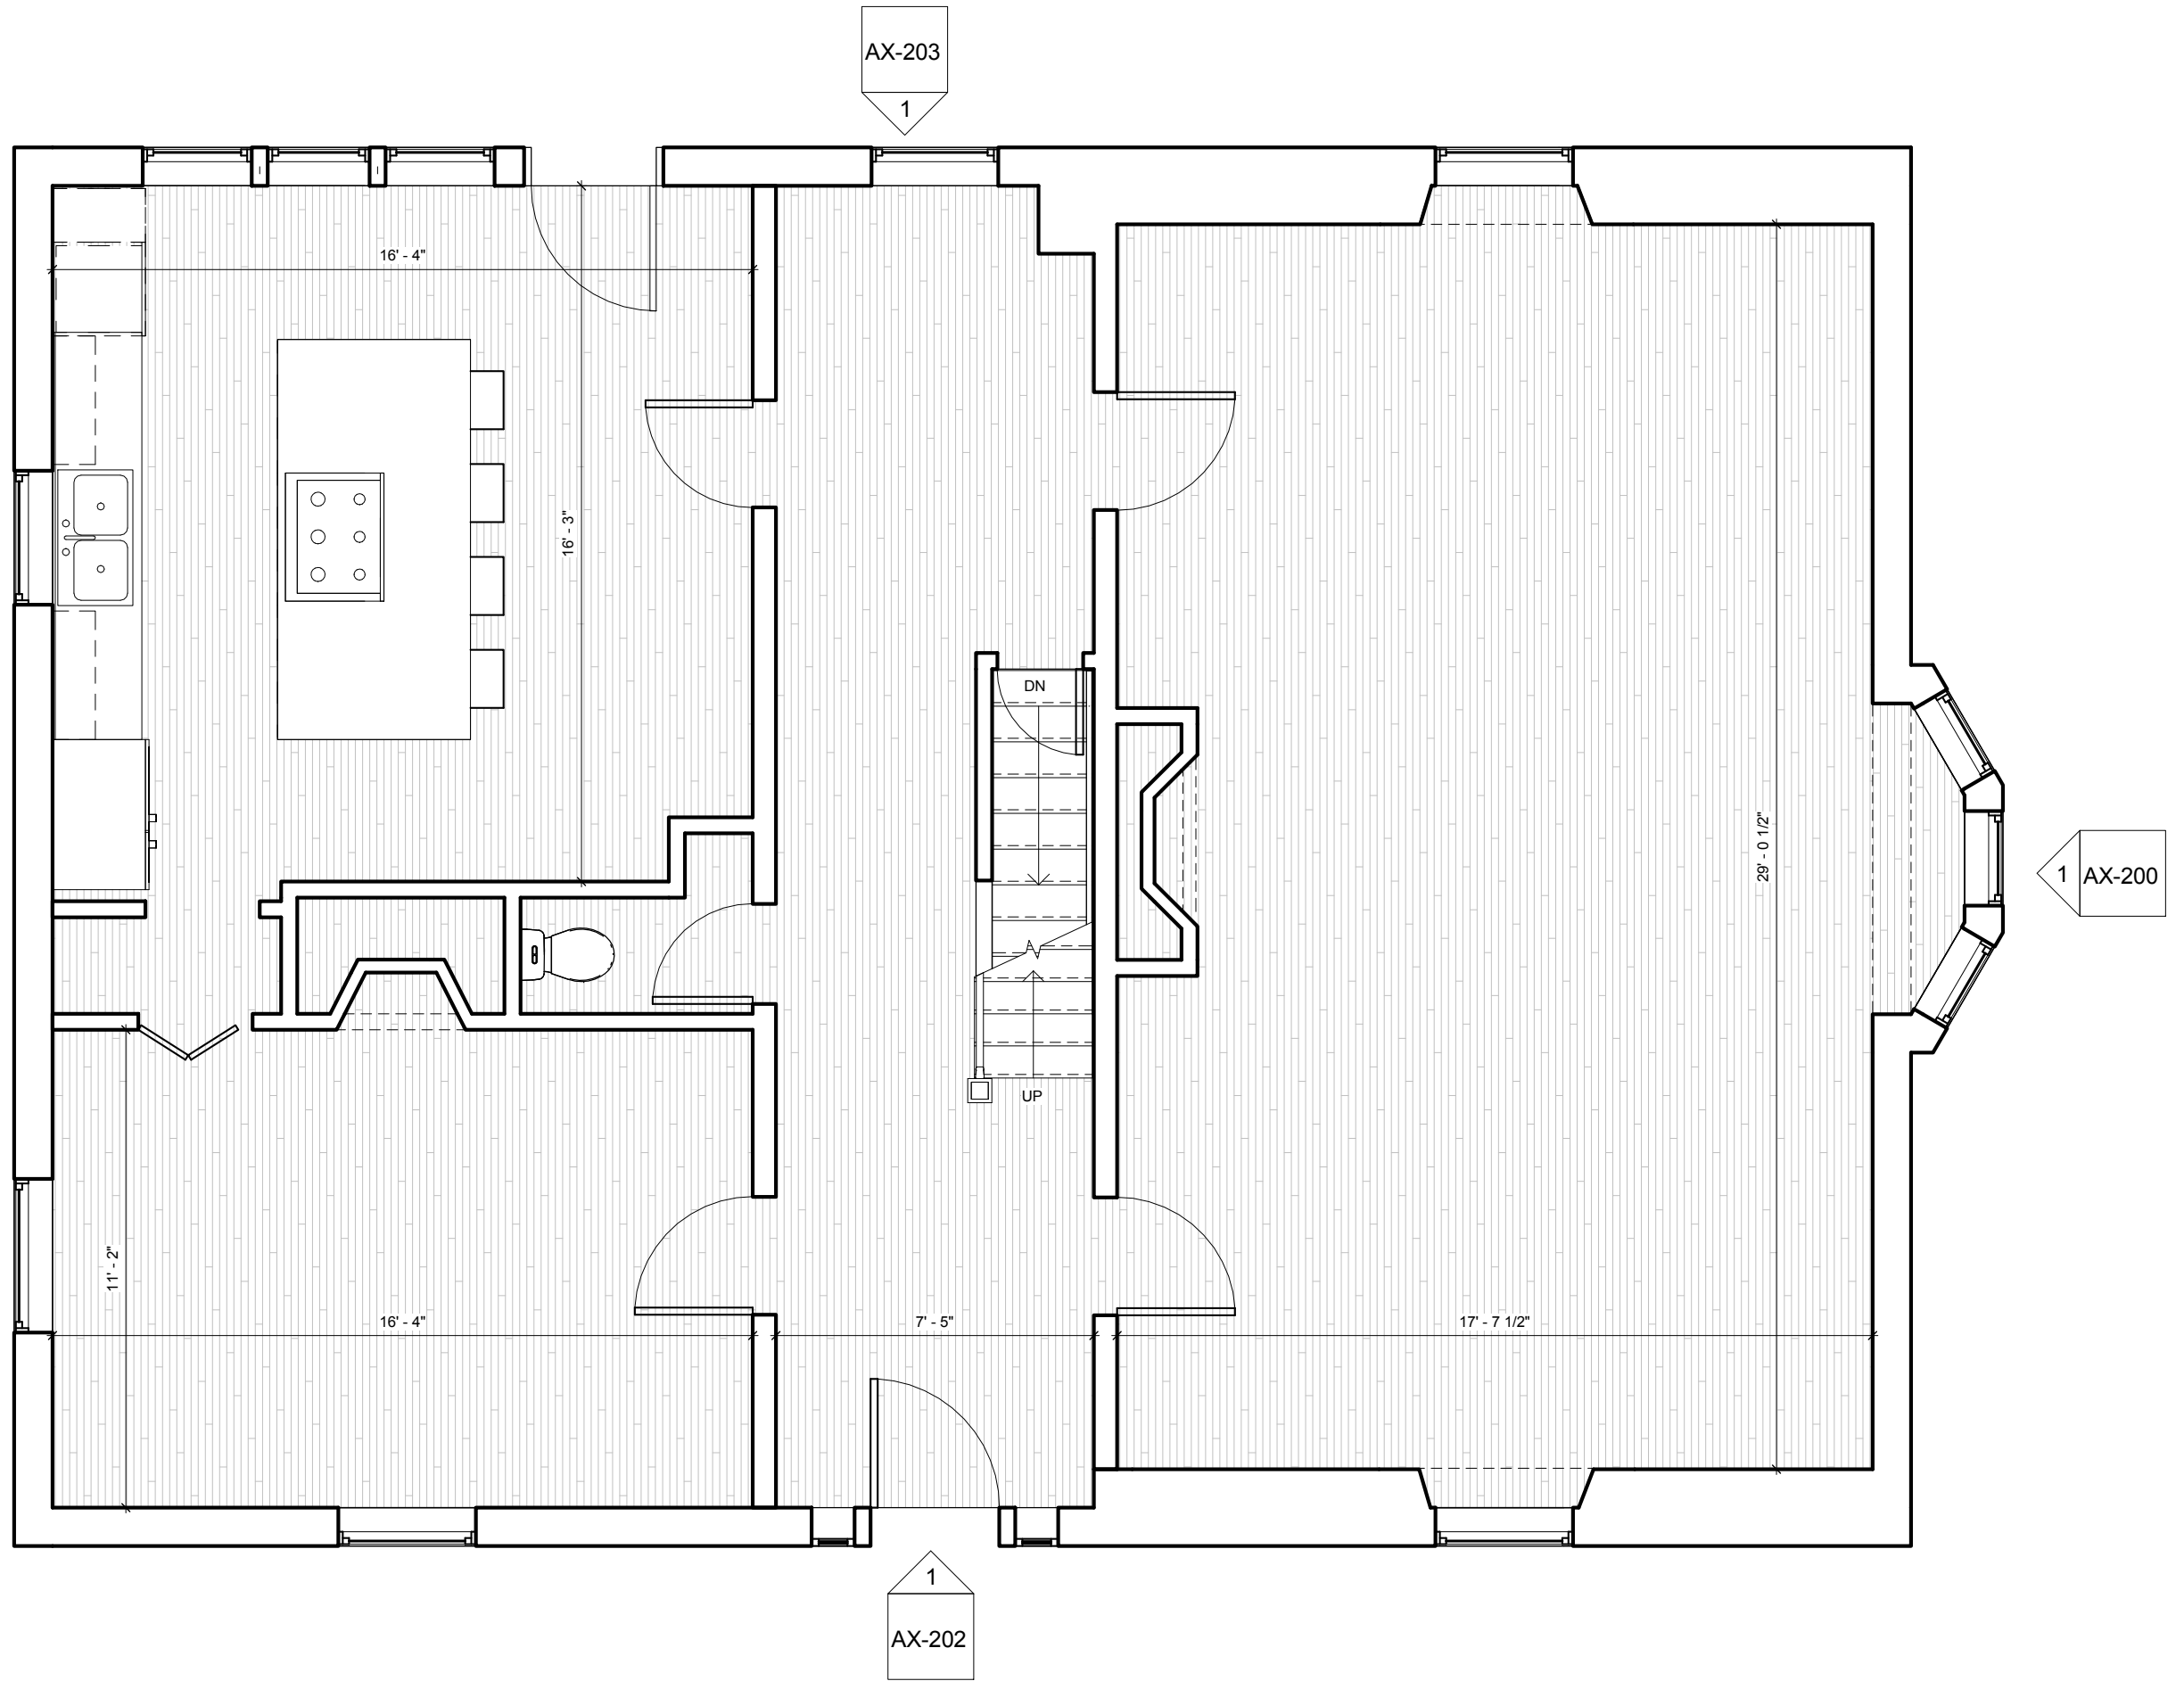 AX-203
1
16' - 4"
16' - 3"
DN
29' - 0 1/2"
1
AX-200
UP
11' - 2"
16' - 4"
7' - 5"
17' - 7 1/2"
1
AX-202